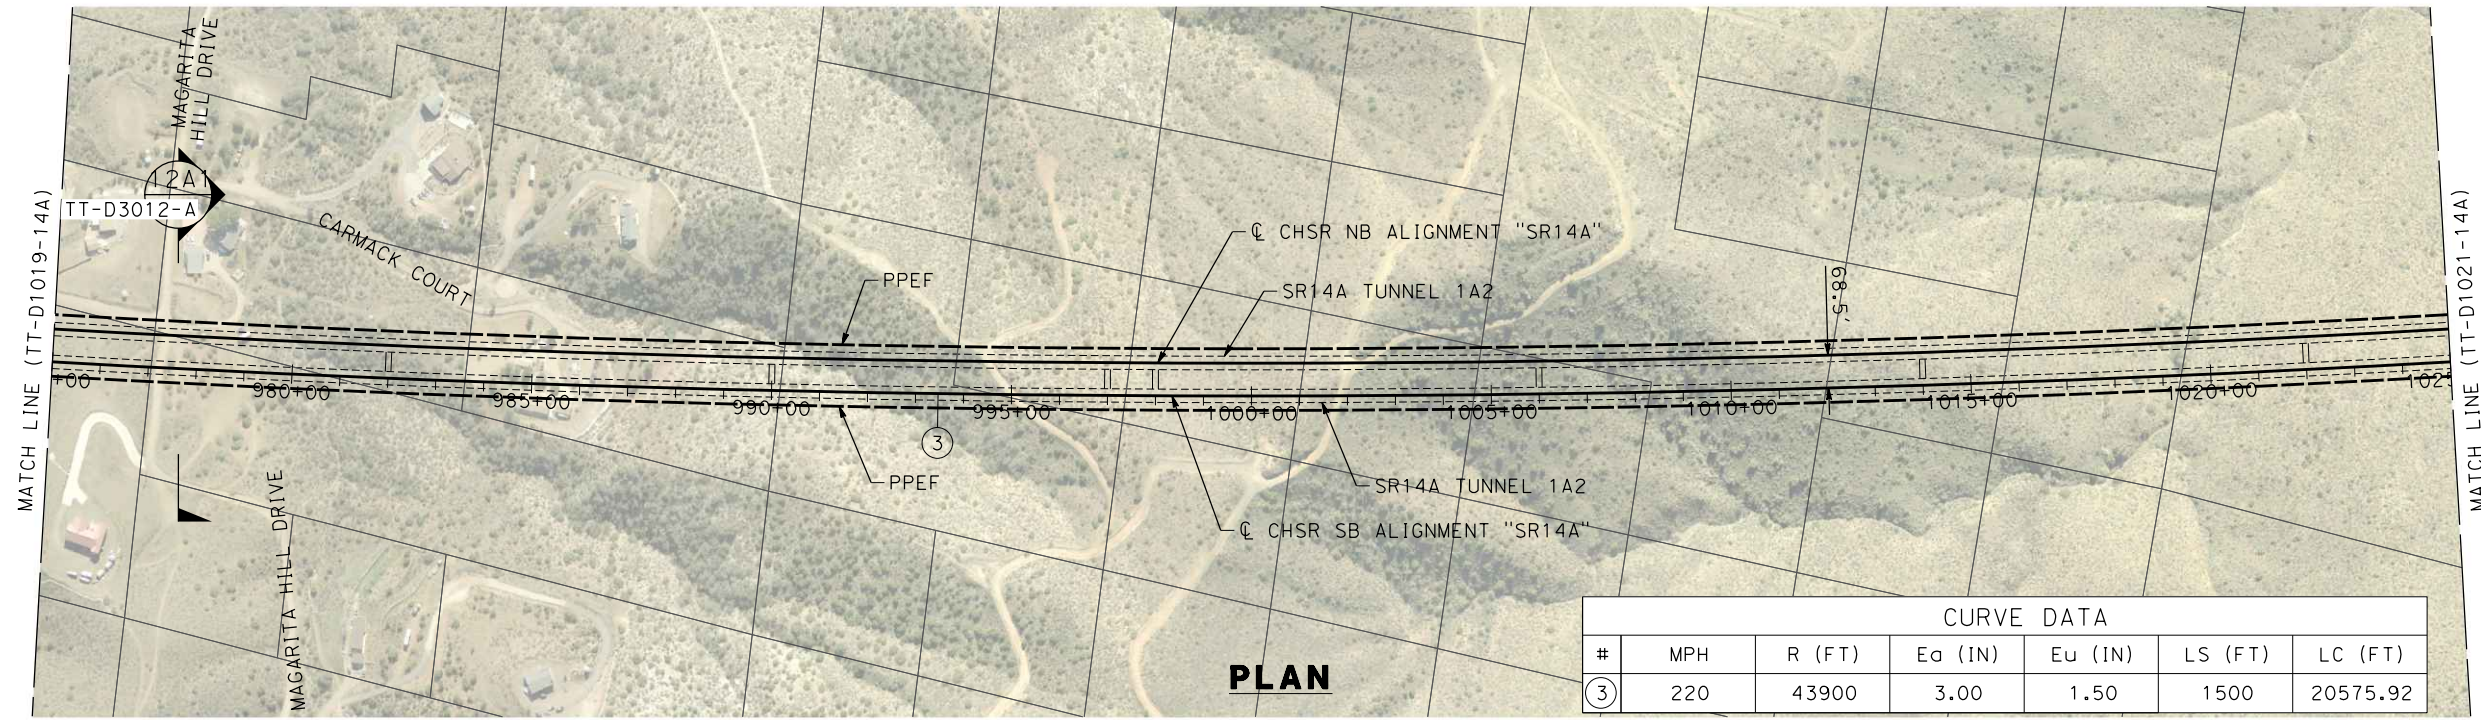 MAGARITA
HILL DRIVE
12A1
TT-D3012-A
CARMACK COURT
MATCH LINE (TT-D1019-14A)
MATCH LINE (TT-D1021-14A)
℄ CHSR NB ALIGNMENT "SR14A"
PPEF
SR14A TUNNEL 1A2
68.5'
+00
980+00
985+00
990+00
995+00
1000+00
1005+00
1010+00
1015+00
1020+00
1025
3
PPEF
SR14A TUNNEL 1A2
℄ CHSR SB ALIGNMENT "SR14A"
MAGARITA HILL DRIVE
PLAN
CURVE DATA
# MPH R (FT) Ea (IN) Eu (IN) LS (FT) LC (FT)
3 220 43900 3.00 1.50 1500 20575.92